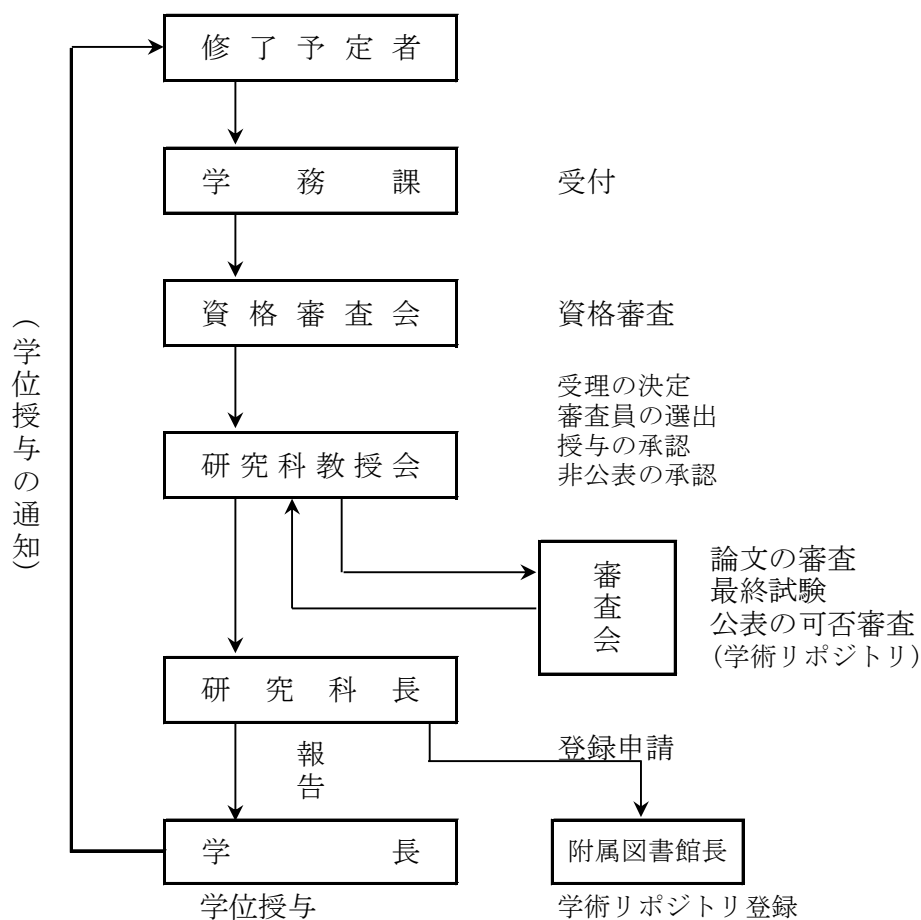 修了予定者
学務課
受付
資格審査会
資格審査
受理の決定
審査員の選出
授与の承認
非公表の承認
研究科教授会
(学位授与の通知)
審査会
論文の審査
最終試験
公表の可否審査
(学術リポジトリ)
研究科長
報告
登録申請
学長
附属図書館長
学位授与
学術リポジトリ登録